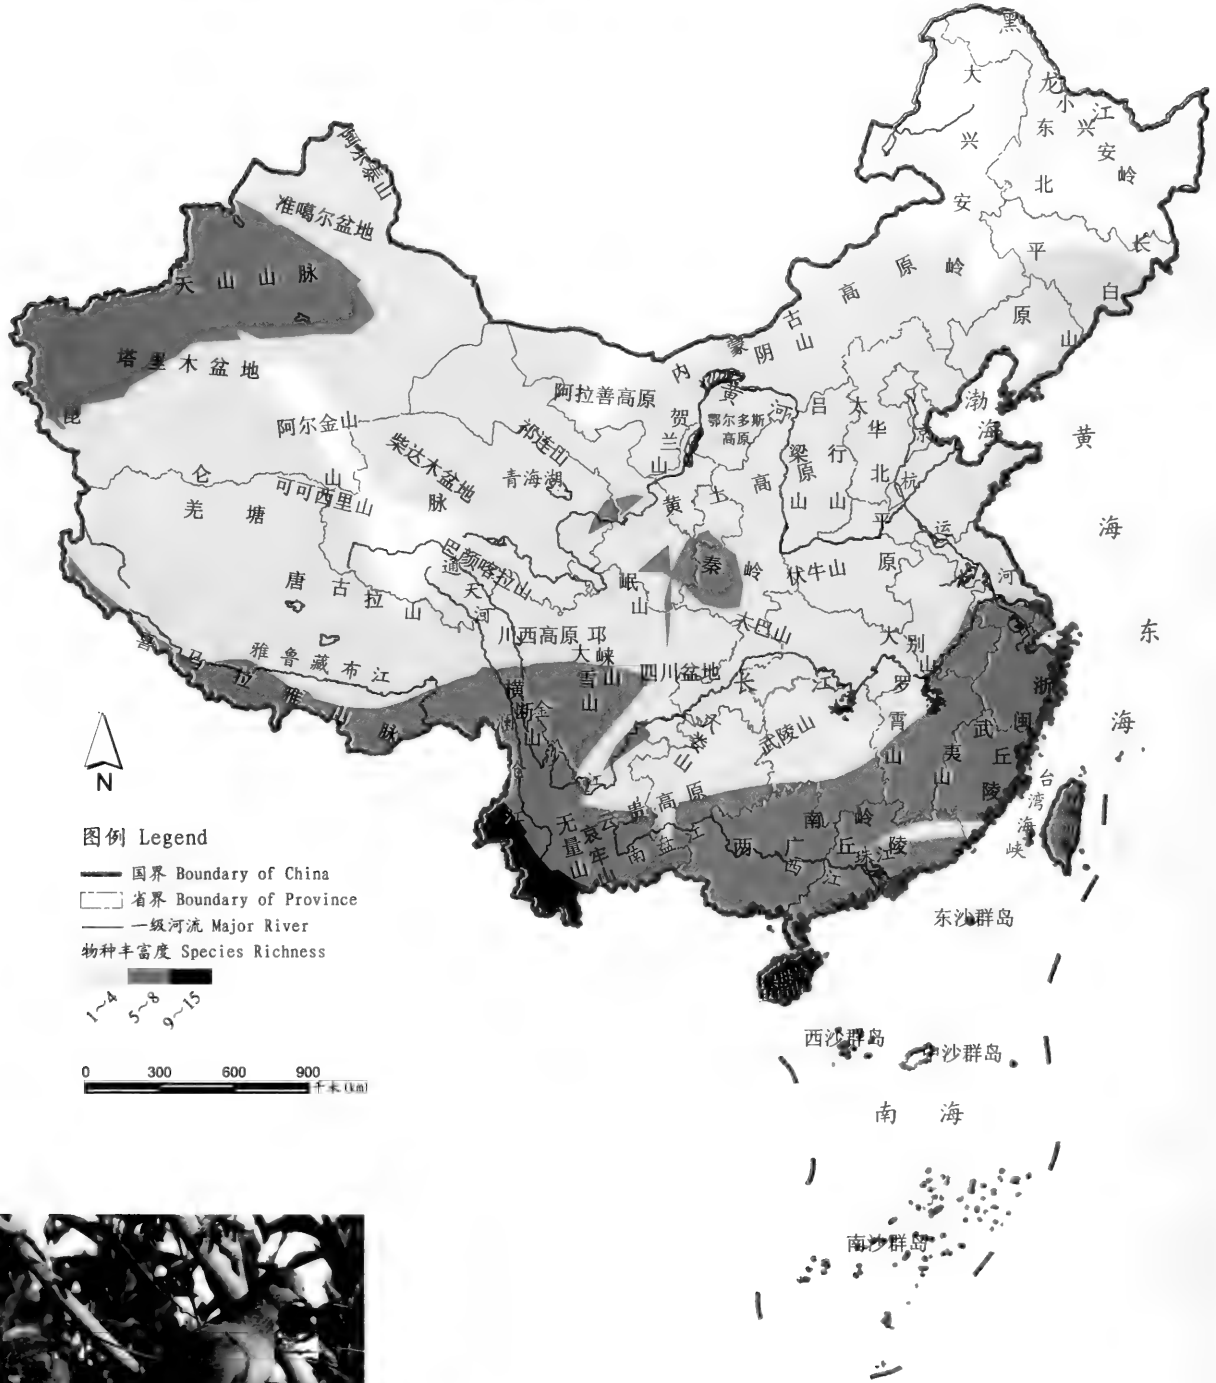 黑
龙
江
大
小
兴
东
兴
安
岭
北
安
平
长
岭
原
高
白
原
山
古
山
阴
蒙
内
阿尔泰山
准噶尔盆地
天山山脉
塔里木盆地
昆
仑
山
脉
阿尔金山
阿拉善高原
祁连山
柴达木盆地
青海湖
贺
兰
山
黄
河
鄂尔多斯
高原
吕
梁
山
太
行
山
华
北
平
原
京
杭
运
河
渤
海
黄
海
东
海
可可西里山
羌塘
唐古拉山
巴颜喀拉山
通
天
河
黄
土
高
原
秦岭
伏牛山
岷
山
大巴山
川西高原
邛
崃
山
大
雪
山
四川盆地
长江
大别山
喜马拉雅山脉
雅鲁藏布江
横
断
山
金
江
武陵山
罗
霄
山
武
夷
山
浙
闽
丘
陵
云贵高原
无
量
山
哀
牢
山
南盘江
南岭
两广丘陵
西江
珠江
台
湾
海
峡
N
图例 Legend
国界 Boundary of China
省界 Boundary of Province
一级河流 Major River
物种丰富度 Species Richness
1~4
5~8
9~15
0 300 600 900
千米(km)
东沙群岛
西沙群岛
中沙群岛
南海
南沙群岛